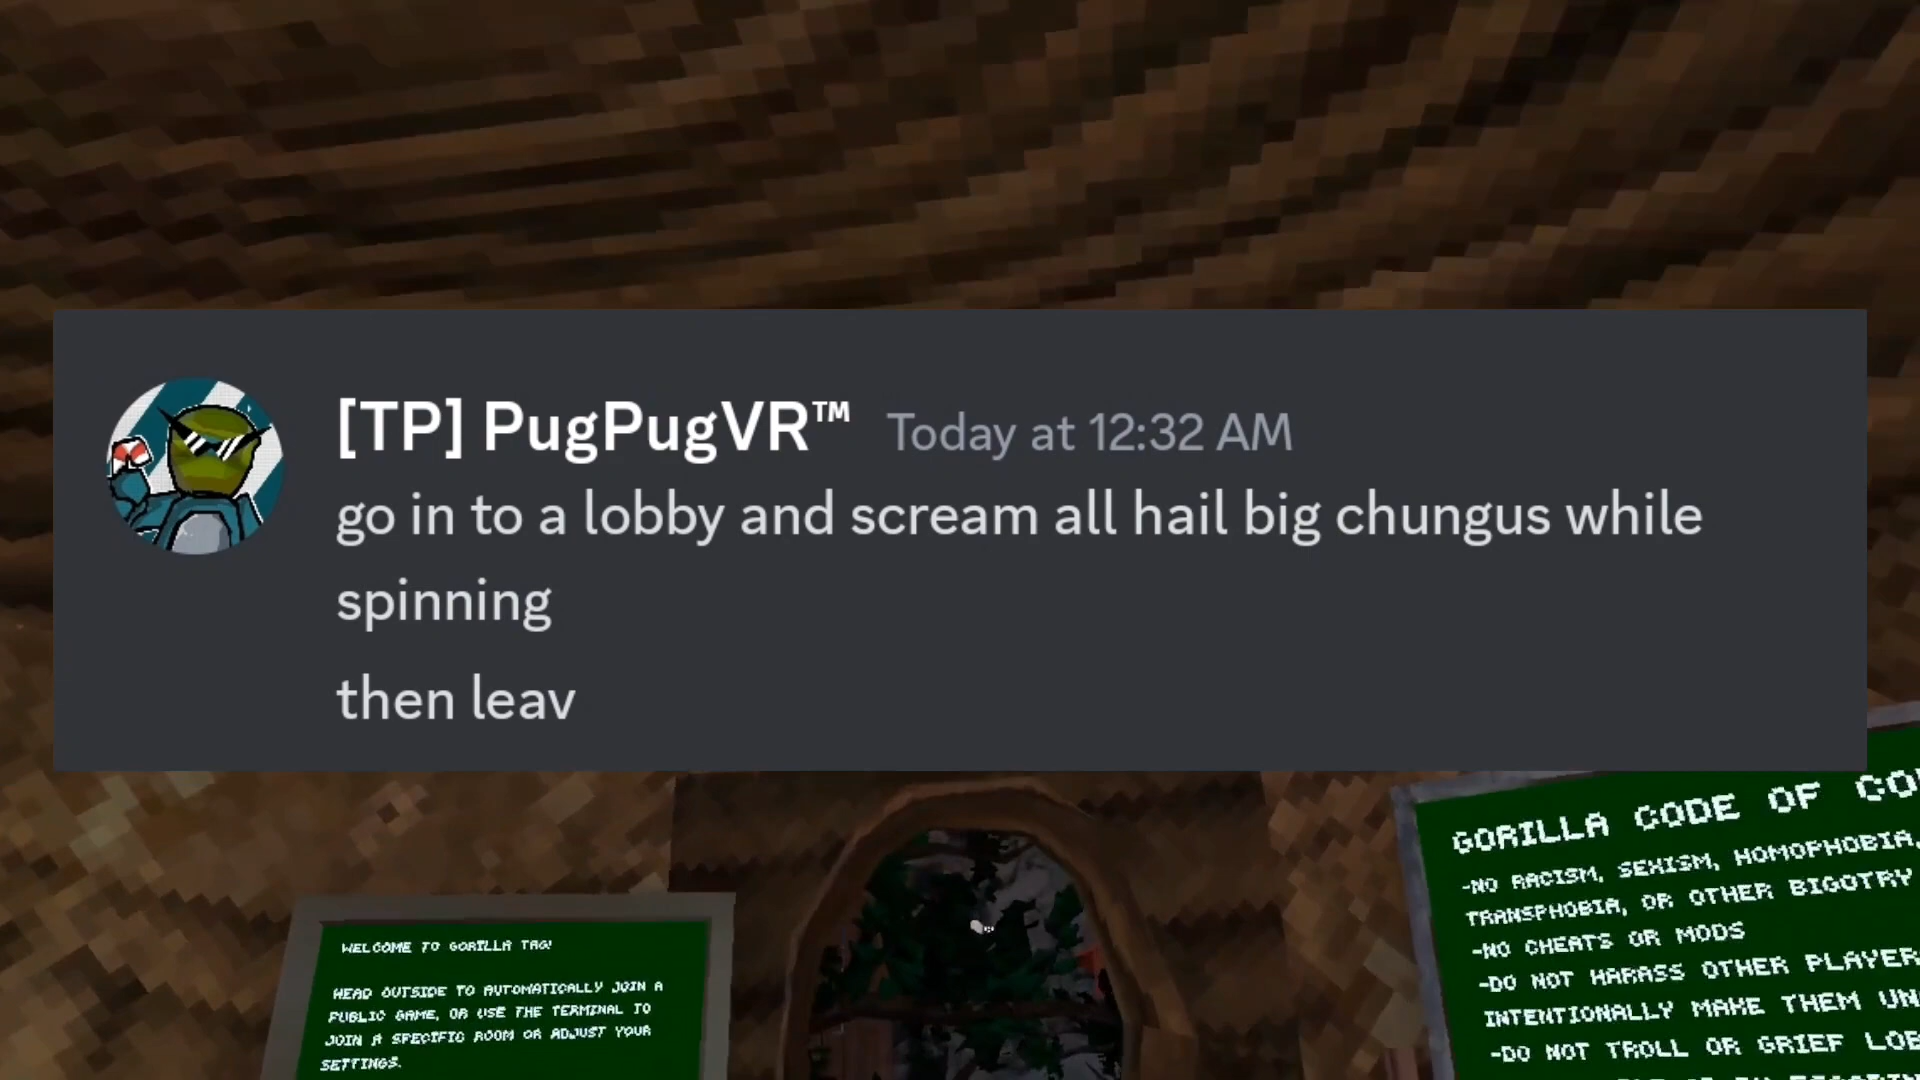 [TP] PugPugVR™ Today at 12:32 AM
go in to a lobby and scream all hail big chungus while
spinning
then leav
WELCOME TO GORILLA TAG!
HEAD OUTSIDE TO AUTOMATICALLY JOIN A
PUBLIC GAME, OR USE THE TERMINAL TO
JOIN A SPECIFIC ROOM OR ADJUST YOUR
SETTINGS.
GORILLA CODE OF
-NO RACISM, SEXISM, HOMOPHOBIA,
TRANSPHOBIA, OR OTHER BIGOTRY
-NO CHEATS OR MODS
-DO NOT HARASS OTHER PLAYER
INTENTIONALLY MAKE THEM
-DO NOT TROLL OR GRIEF